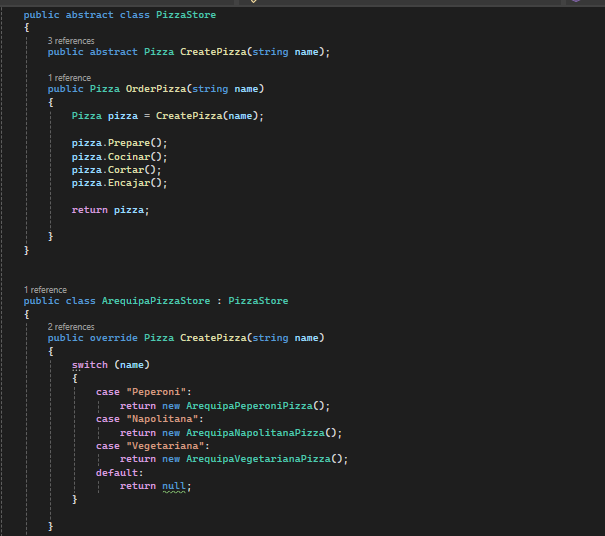 public abstract class PizzaStore
{
3 references
public abstract Pizza CreatePizza(string name);
1 reference
public Pizza OrderPizza(string name)
{
Pizza pizza = CreatePizza(name);
pizza.Prepare();
pizza.Cocinar();
pizza.Cortar();
pizza.Encajar();
return pizza;
}
}
1 reference
public class ArequipaPizzaStore : PizzaStore
{
2 references
public override Pizza CreatePizza(string name)
{
switch (name)
{
case "Peperoni":
return new ArequipaPeperoniPizza();
case "Napolitana":
return new ArequipaNapolitanaPizza();
case "Vegetariana":
return new ArequipaVegetarianaPizza();
default:
return null;
}
}